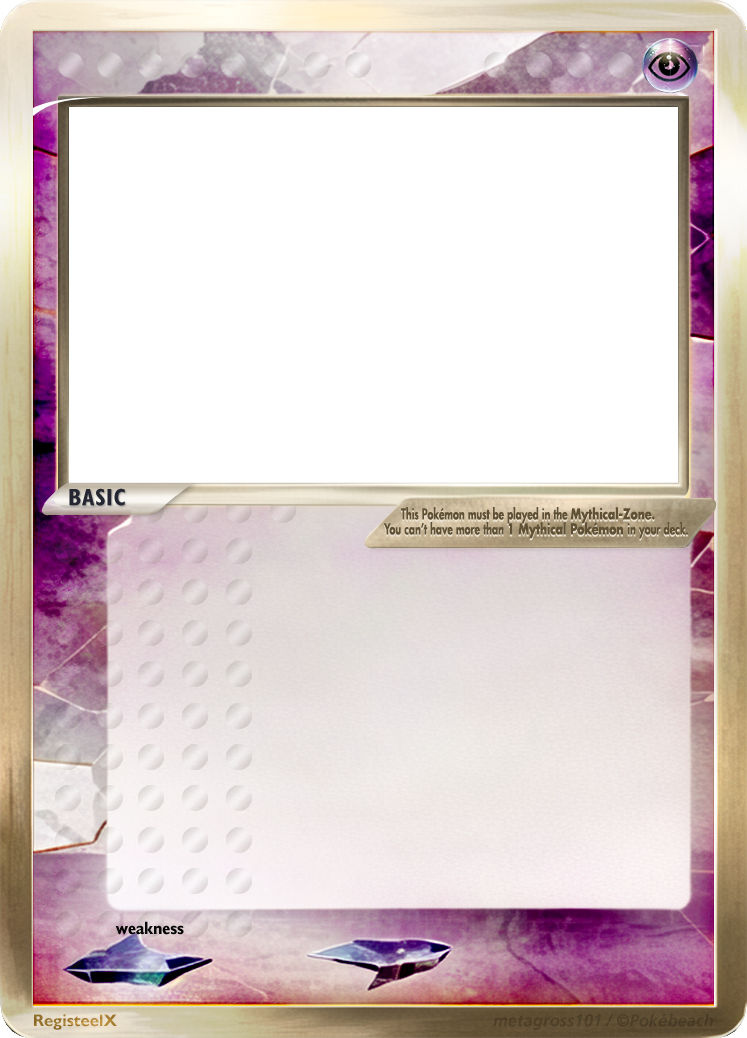 BASIC
This Pokémon must be played in the Mythical-Zone.
You can't have more than 1 Mythical Pokémon in your deck.
weakness
RegisteelX
metagross101 / ©Pokébeach